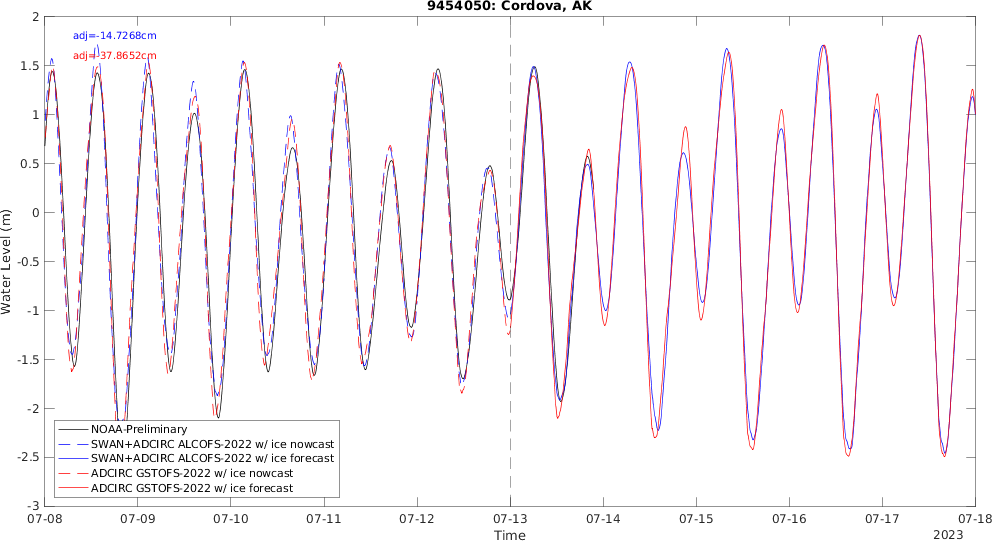 9454050: Cordova, AK
adj=-14.7268cm
adj=-37.8652cm
2
1.5
1
0.5
0
-0.5
-1
-1.5
-2
-2.5
-3
Water Level (m)
NOAA-Preliminary
SWAN+ADCIRC ALCOFS-2022 w/ ice nowcast
SWAN+ADCIRC ALCOFS-2022 w/ ice forecast
ADCIRC GSTOFS-2022 w/ ice nowcast
ADCIRC GSTOFS-2022 w/ ice forecast
07-08 07-09 07-10 07-11 07-12 07-13 07-14 07-15 07-16 07-17 07-18
Time
2023